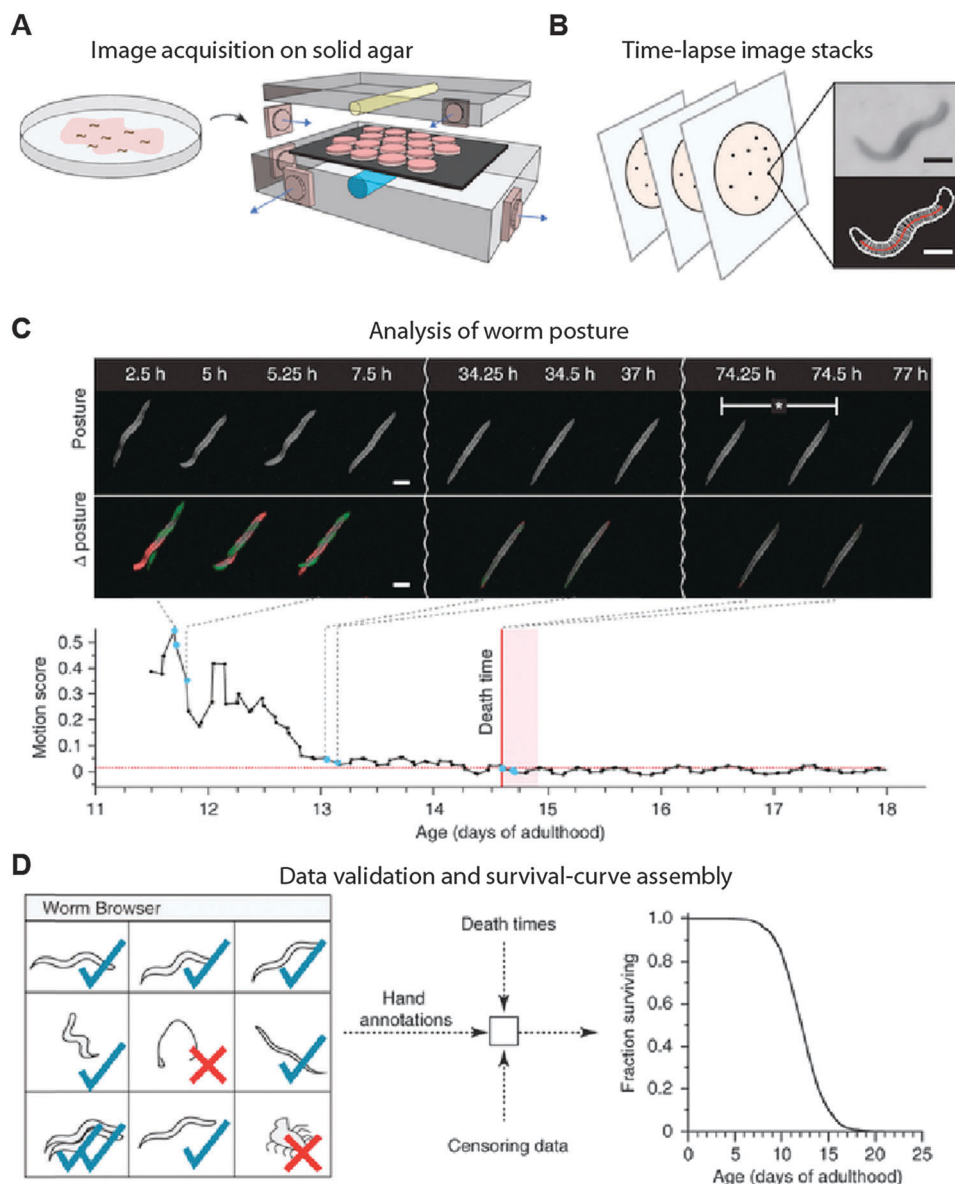 A
Image acquisition on solid agar
B
Time-lapse image stacks
C
Analysis of worm posture
2.5 h 5 h 5.25 h 7.5 h 34.25 h 34.5 h 37 h 74.25 h 74.5 h 77 h
Posture
*
Δ posture
Motion score
0.5
0.4
0.3
0.2
0.1
0
Death time
11 12 13 14 15 16 17 18
Age (days of adulthood)
D
Data validation and survival-curve assembly
Worm Browser
Death times
Hand
annotations
Censoring data
Fraction surviving
1.0
0.8
0.6
0.4
0.2
0
0 5 10 15 20 25
Age (days of adulthood)